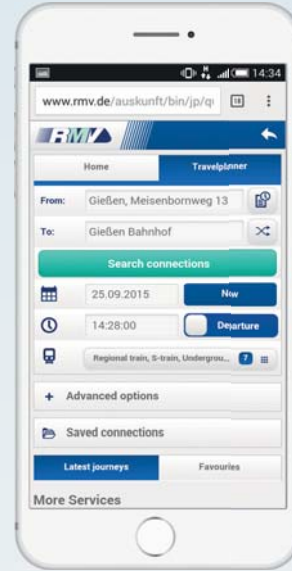 H
14:34
www.rmv.de/auskunft/bin/jp/q
18
RMV
Home
Travelplanner
From:
Gießen, Meisenbornweg 13
To:
Gießen Bahnhof
Search connections
25.09.2015
Now
14:28:00
Departure
Regional train, S-train, Undergrou... 7
+ Advanced options
Saved connections
Latest journeys
Favouries
More Services